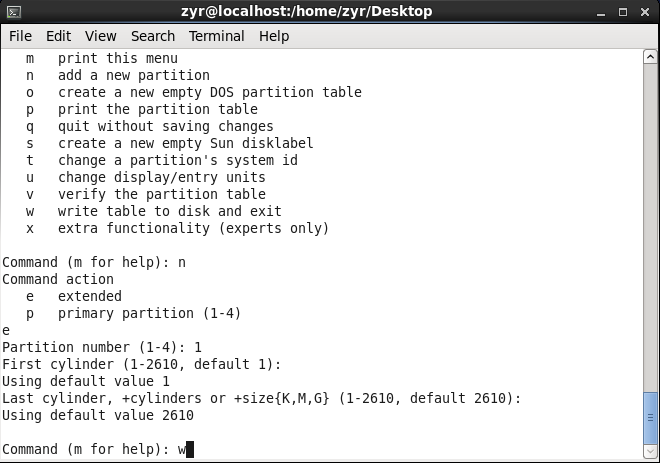 zyr@localhost:/home/zyr/Desktop
File Edit View Search Terminal Help
m print this menu
n add a new partition
o create a new empty DOS partition table
p print the partition table
q quit without saving changes
s create a new empty Sun disklabel
t change a partition's system id
u change display/entry units
v verify the partition table
w write table to disk and exit
x extra functionality (experts only)
Command (m for help): n
Command action
e extended
p primary partition (1-4)
e
Partition number (1-4): 1
First cylinder (1-2610, default 1):
Using default value 1
Last cylinder, +cylinders or +size{K,M,G} (1-2610, default 2610):
Using default value 2610
Command (m for help): w